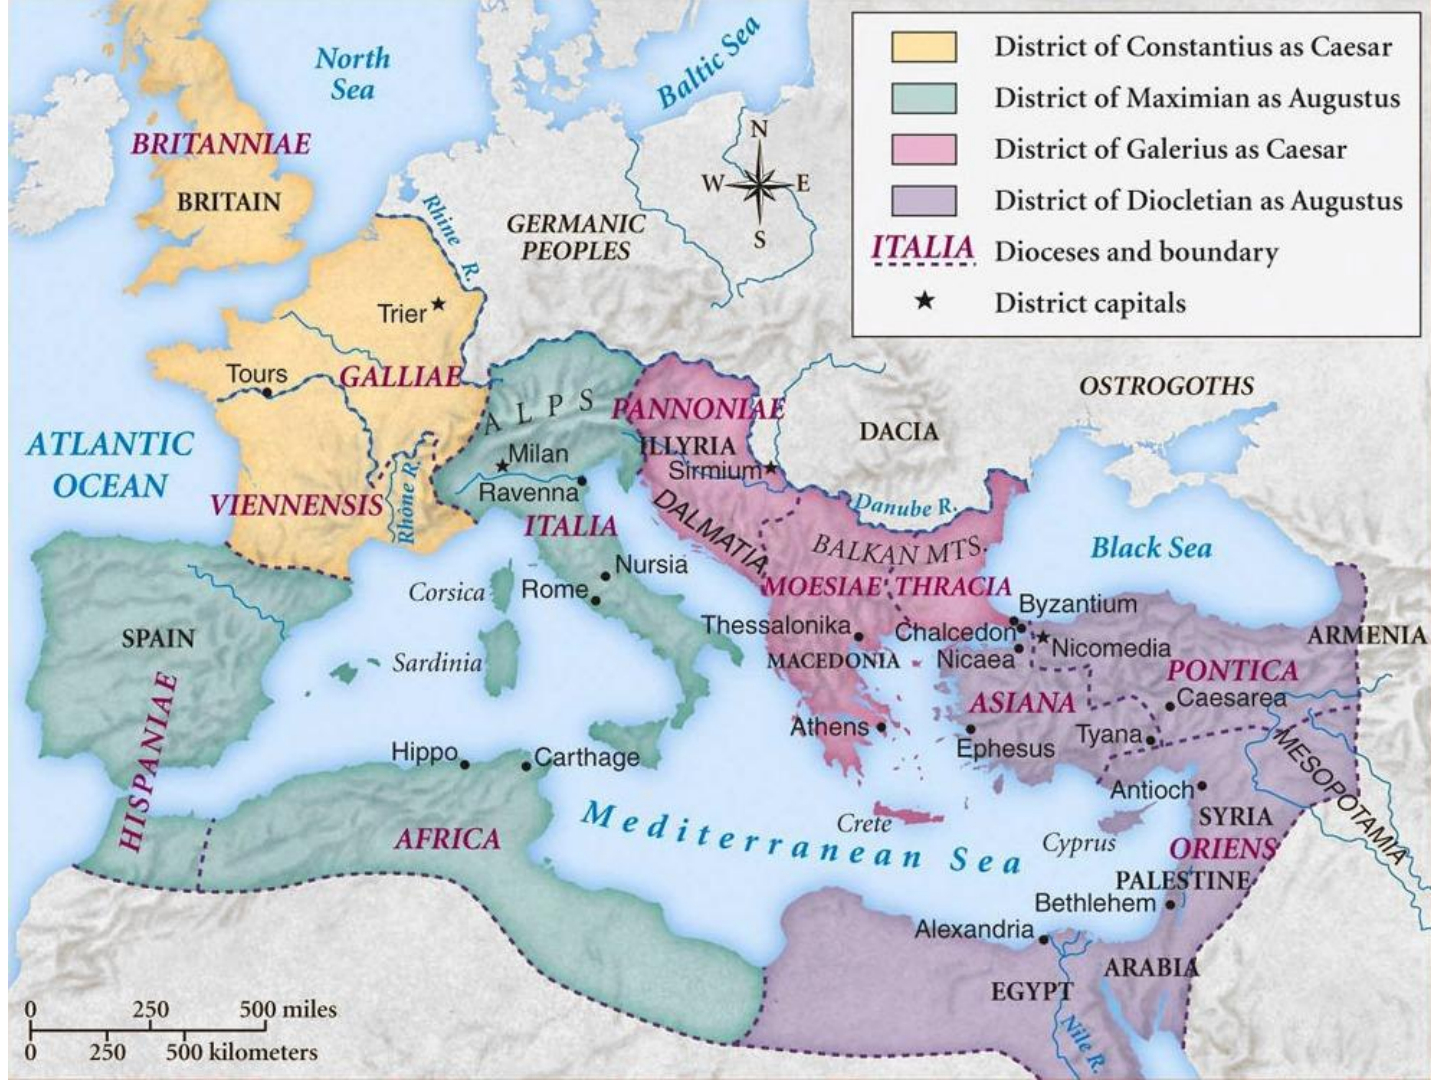 North
Sea
Baltic Sea
District of Constantius as Caesar
District of Maximian as Augustus
District of Galerius as Caesar
District of Diocletian as Augustus
ITALIA Dioceses and boundary
District capitals
N
W E
S
BRITANNIAE
BRITAIN
Rhine R.
GERMANIC
PEOPLES
Trier
Tours
GALLIAE
ALPS
PANNONIAE
OSTROGOTHS
DACIA
ATLANTIC
OCEAN
ILLYRIA
Milan
Sirmium
Ravenna
VIENNENSIS
Rhône R.
ITALIA
DALMATIA
Danube R.
BALKAN MTS.
Black Sea
Nursia
Corsica
Rome
MOESIAE
THRACIA
Byzantium
Thessalonika
Chalcedon
Nicomedia
ARMENIA
SPAIN
Sardinia
MACEDONIA
Nicaea
PONTICA
HISPANIAE
ASIANA
Caesarea
Athens
Ephesus
Tyana
Hippo
Carthage
MESOPOTAMIA
Antioch
SYRIA
AFRICA
Mediterranean Sea
Crete
Cyprus
ORIENS
PALESTINE
Bethlehem
Alexandria
ARABIA
EGYPT
Nile R.
0 250 500 miles
0 250 500 kilometers